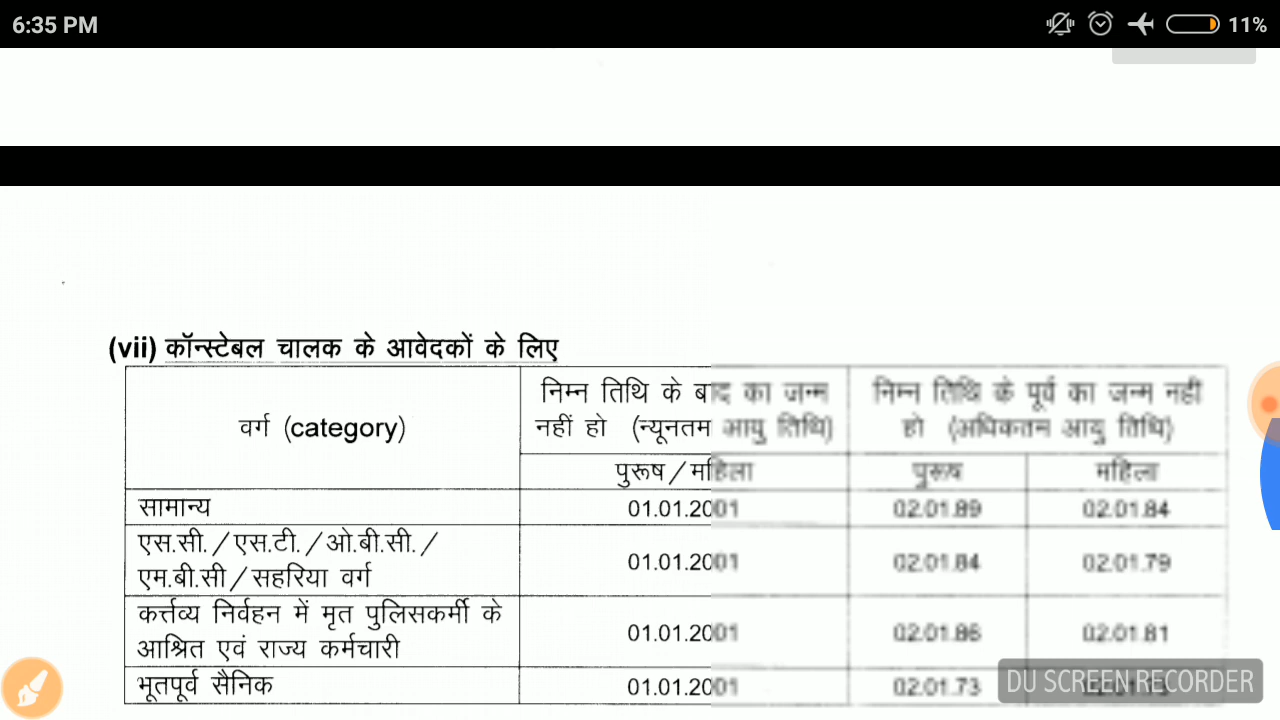 6:35 PM
11%
(vii) कॉन्स्टेबल चालक के आवेदकों के लिए
वर्ग (category)
निम्न तिथि के बाद का जन्म
नहीं हो (न्यूनतम आयु तिथि)
निम्न तिथि के पूर्व का जन्म नहीं
हो (अधिकतम आयु तिथि)
पुरूष/महिला
पुरूष
महिला
सामान्य
01.01.2001
02.01.89
02.01.84
एस.सी./एस.टी./ओ.बी.सी./
एम.बी.सी/सहरिया वर्ग
01.01.2001
02.01.84
02.01.79
कर्त्तव्य निर्वहन में मृत पुलिसकर्मी के
आश्रित एवं राज्य कर्मचारी
01.01.2001
02.01.86
02.01.81
भूतपूर्व सैनिक
01.01.2001
02.01.73
DU SCREEN RECORDER